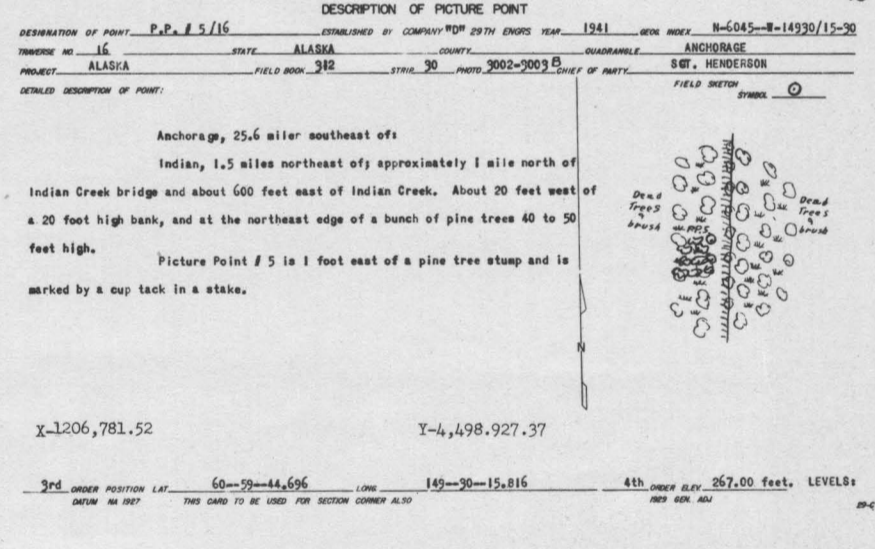 DESCRIPTION OF PICTURE POINT
DESIGNATION OF POINT P.P. # 5/16 ESTABLISHED BY COMPANY "D" 29TH ENGRS YEAR 1941 GEOG INDEX N-6045--W-14930/15-30
TRAVERSE NO 16 STATE ALASKA COUNTY QUADRANGLE ANCHORAGE
PROJECT ALASKA FIELD BOOK 312 STRIP 30 PHOTO 3002-3003B CHIEF OF PARTY SGT. HENDERSON
DETAILED DESCRIPTION OF POINT:
FIELD SKETCH
SYMBOL
Anchorage, 25.6 miler southeast of:
Indian, 1.5 miles northeast of; approximately 1 mile north of
Indian Creek bridge and about 600 feet east of Indian Creek. About 20 feet west of
a 20 foot high bank, and at the northeast edge of a bunch of pine trees 40 to 50
feet high.
Picture Point # 5 is 1 foot east of a pine tree stump and is
marked by a cup tack in a stake.
Dead
Trees
&
brush
P.P.5
Dead
Trees
&
brush
N
X-1206,781.52 Y-4,498.927.37
3rd ORDER POSITION LAT 60--59--44.696 LONG 149--30--15.816 4th ORDER ELEV 267.00 feet. LEVELS:
DATUM NA 1927 THIS CARD TO BE USED FOR SECTION CORNER ALSO 1929 GEN. ADJ